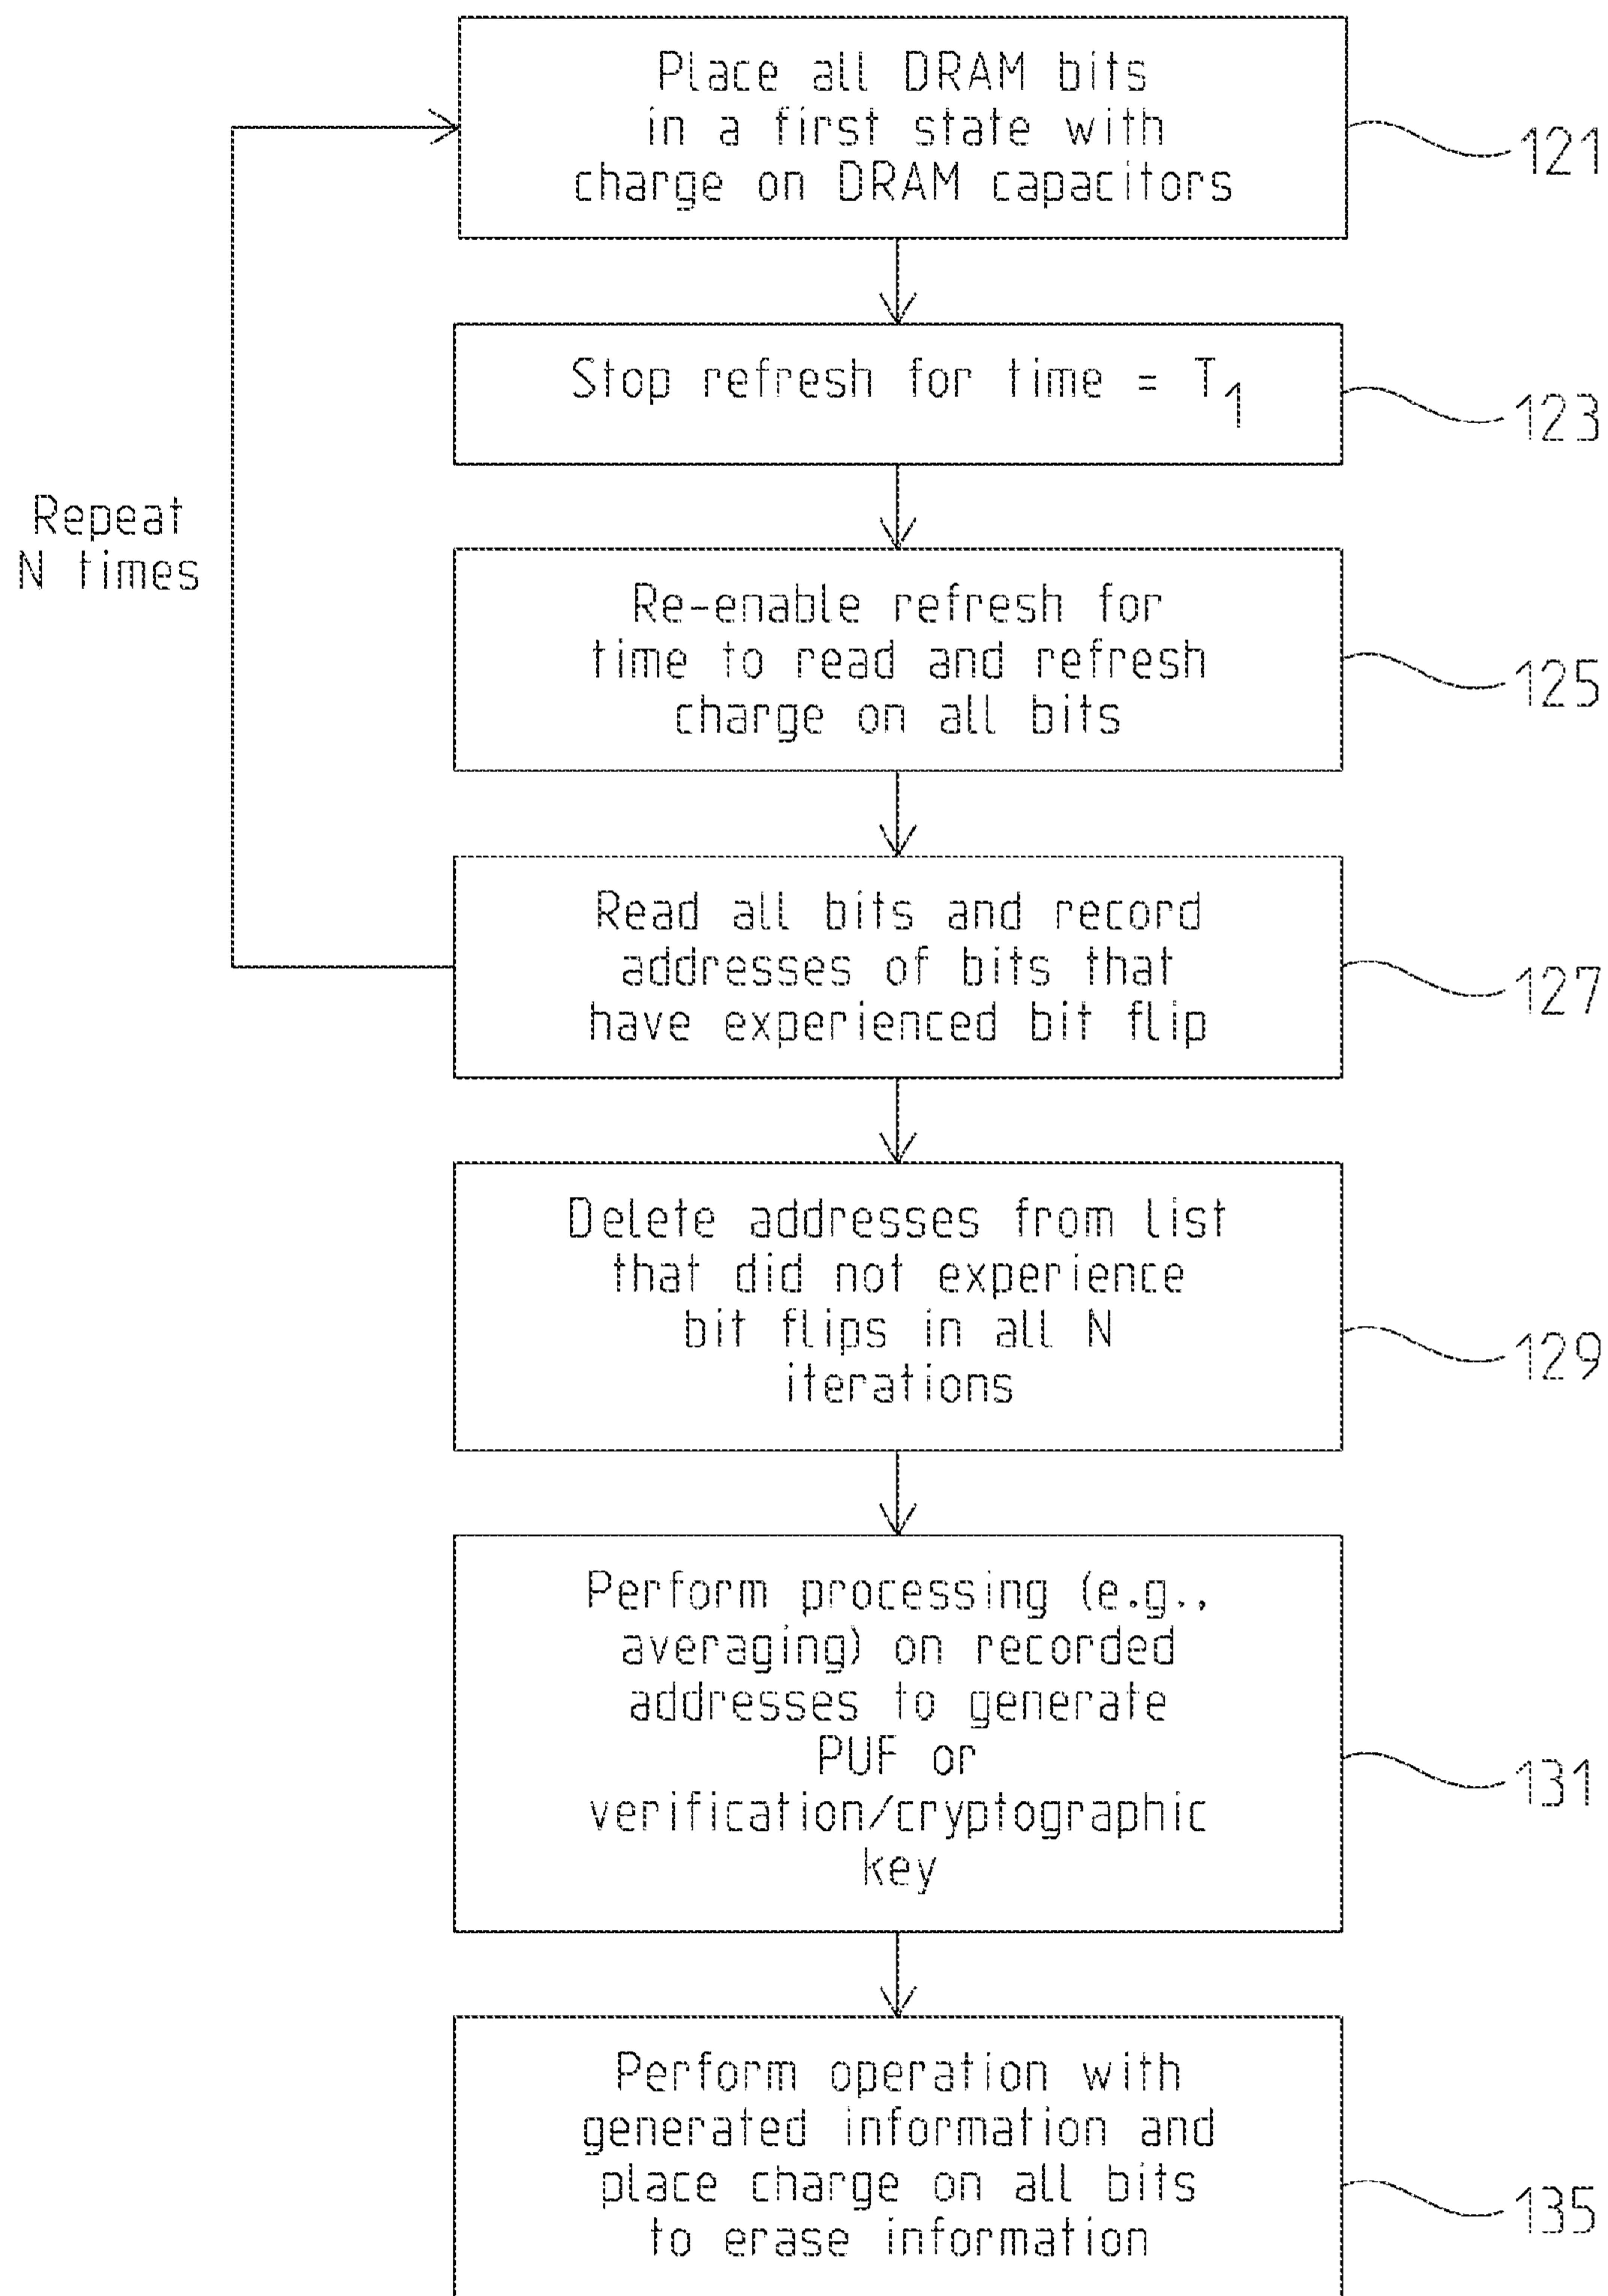 Place all DRAM bits
in a first state with
charge on DRAM capacitors
121
Stop refresh for time = T1
123
Repeat
N times
Re-enable refresh for
time to read and refresh
charge on all bits
125
Read all bits and record
addresses of bits that
have experienced bit flip
127
Delete addresses from list
that did not experience
bit flips in all N
iterations
129
Perform processing (e.g.,
averaging) on recorded
addresses to generate
PUF or
verification/cryptographic
key
131
Perform operation with
generated information and
place charge on all bits
to erase information
135